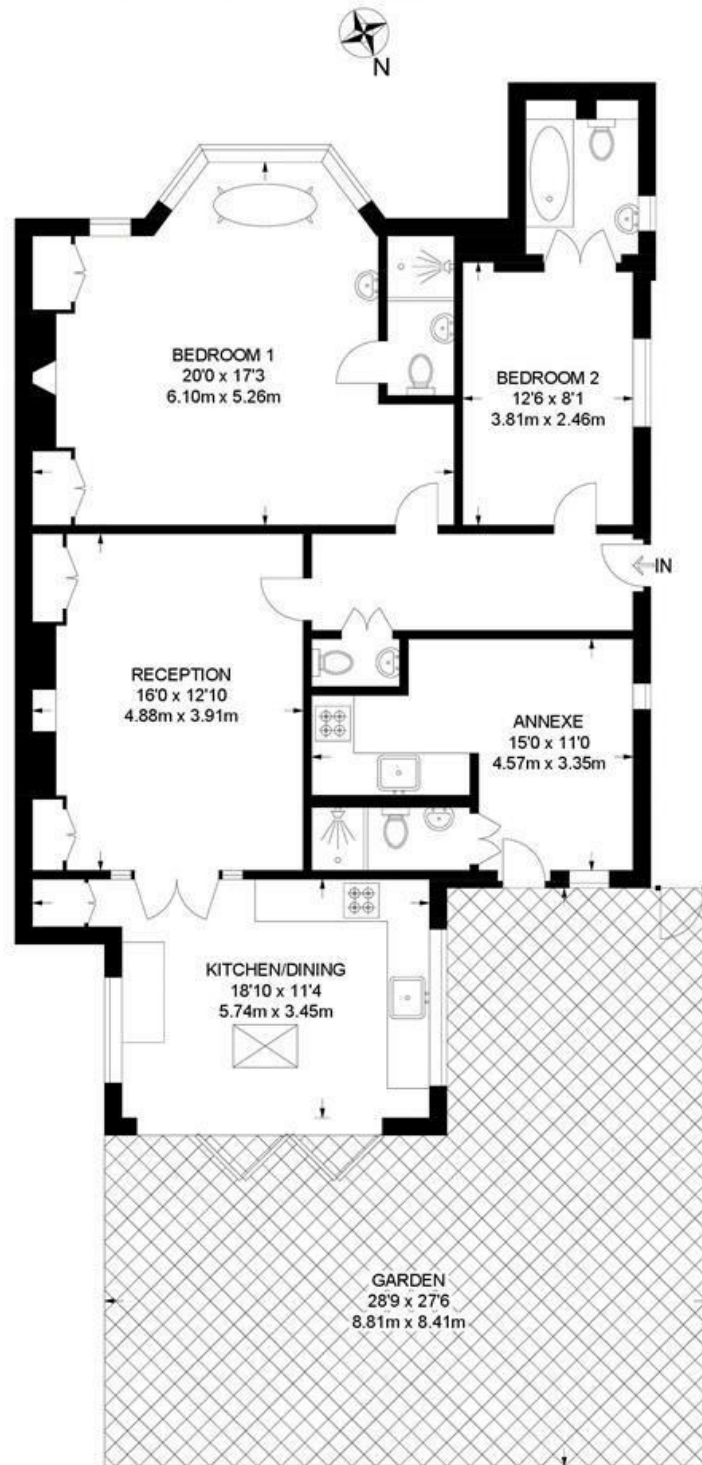 N
BEDROOM 1
20'0 x 17'3
6.10m x 5.26m
BEDROOM 2
12'6 x 8'1
3.81m x 2.46m
IN
RECEPTION
16'0 x 12'10
4.88m x 3.91m
ANNEXE
15'0 x 11'0
4.57m x 3.35m
KITCHEN/DINING
18'10 x 11'4
5.74m x 3.45m
GARDEN
28'9 x 27'6
8.81m x 8.41m